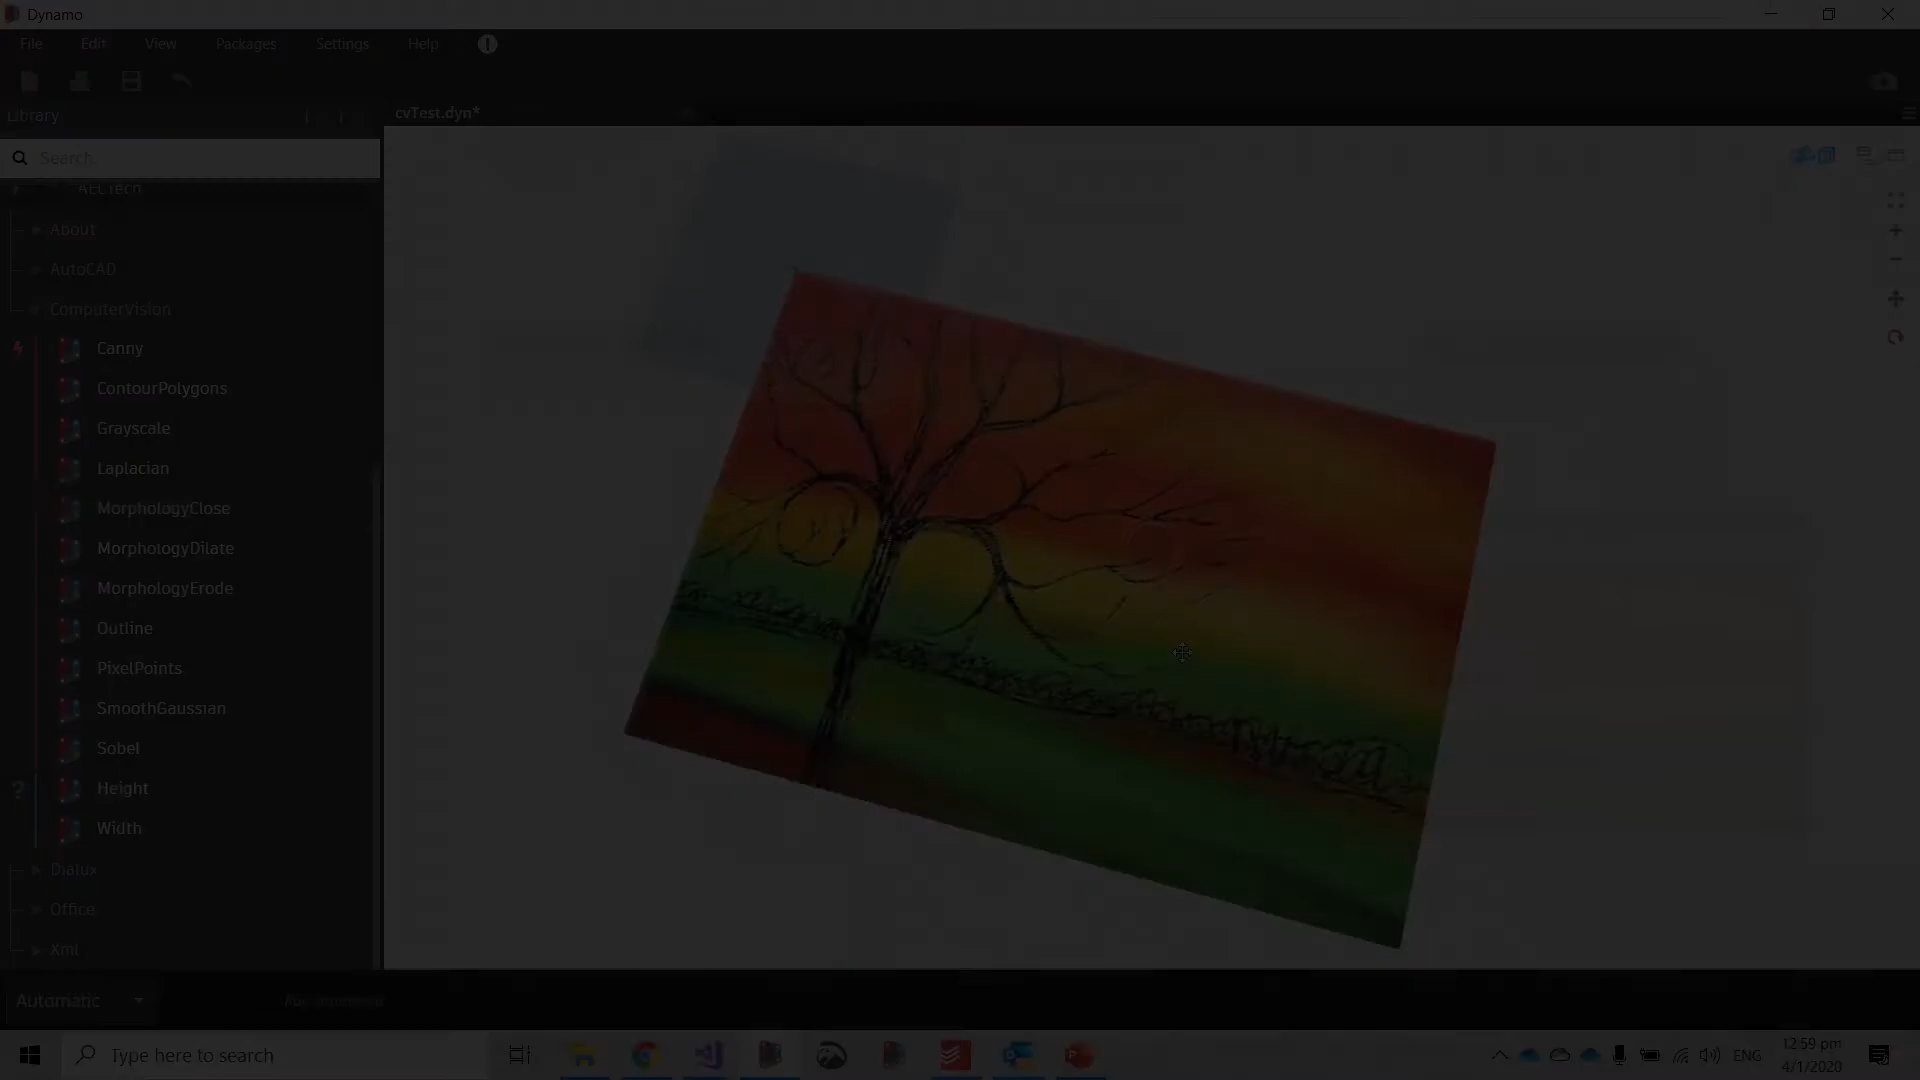 Dynamo
File Edit View Packages Settings Help
Library
cvTest.dyn*
Search
AECTech
About
AutoCAD
ComputerVision
Canny
ContourPolygons
Grayscale
Laplacian
MorphologyClose
MorphologyDilate
MorphologyErode
Outline
PixelPoints
SmoothGaussian
Sobel
? Height
Width
Dialux
Office
Xml
Automatic
Type here to search
ENG
12:59 pm
4/1/2020